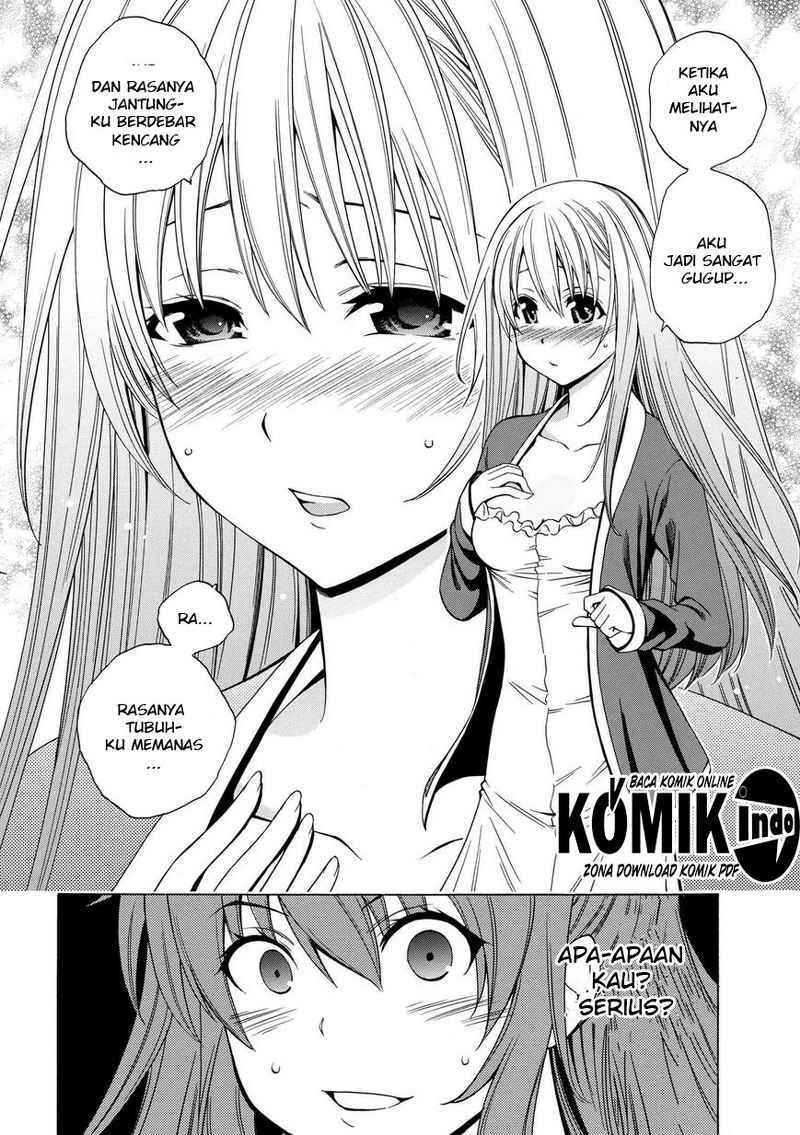 KETIKA
AKU
MELIHAT-
NYA
AKU
JADI SANGAT
GUGUP...
...
DAN RASANYA
JANTUNG-
KU BERDEBAR
KENCANG
...
RA...
RASANYA
TUBUH-
KU MEMANAS
...
BACA KOMIK ONLINE
KOMIK Indo
ZONA DOWNLOAD KOMIK PDF
APA-APAAN
KAU?
SERIUS?